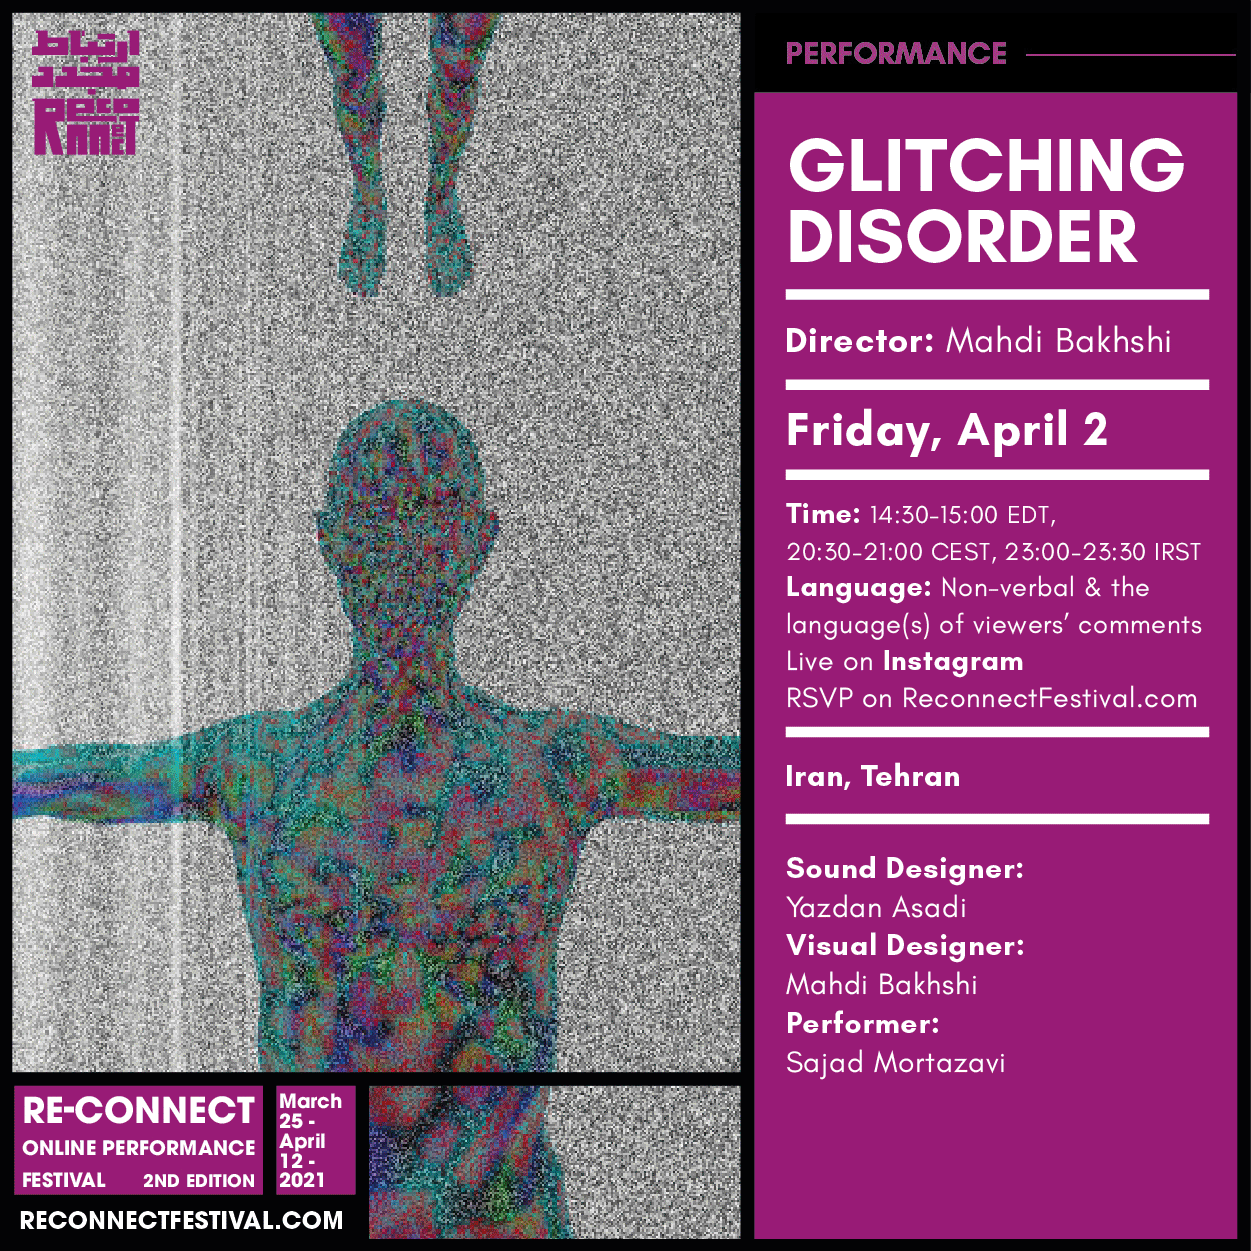 ارتباط
مجدد
Reco
nnect
PERFORMANCE
GLITCHING
DISORDER
Director: Mahdi Bakhshi
Friday, April 2
Time: 14:30-15:00 EDT,
20:30-21:00 CEST, 23:00-23:30 IRST
Language: Non-verbal & the
language(s) of viewers’ comments
Live on Instagram
RSVP on ReconnectFestival.com
Iran, Tehran
Sound Designer:
Yazdan Asadi
Visual Designer:
Mahdi Bakhshi
Performer:
Sajad Mortazavi
RE-CONNECT
ONLINE PERFORMANCE
FESTIVAL 2ND EDITION
March
25 -
April
12 -
2021
RECONNECTFESTIVAL.COM